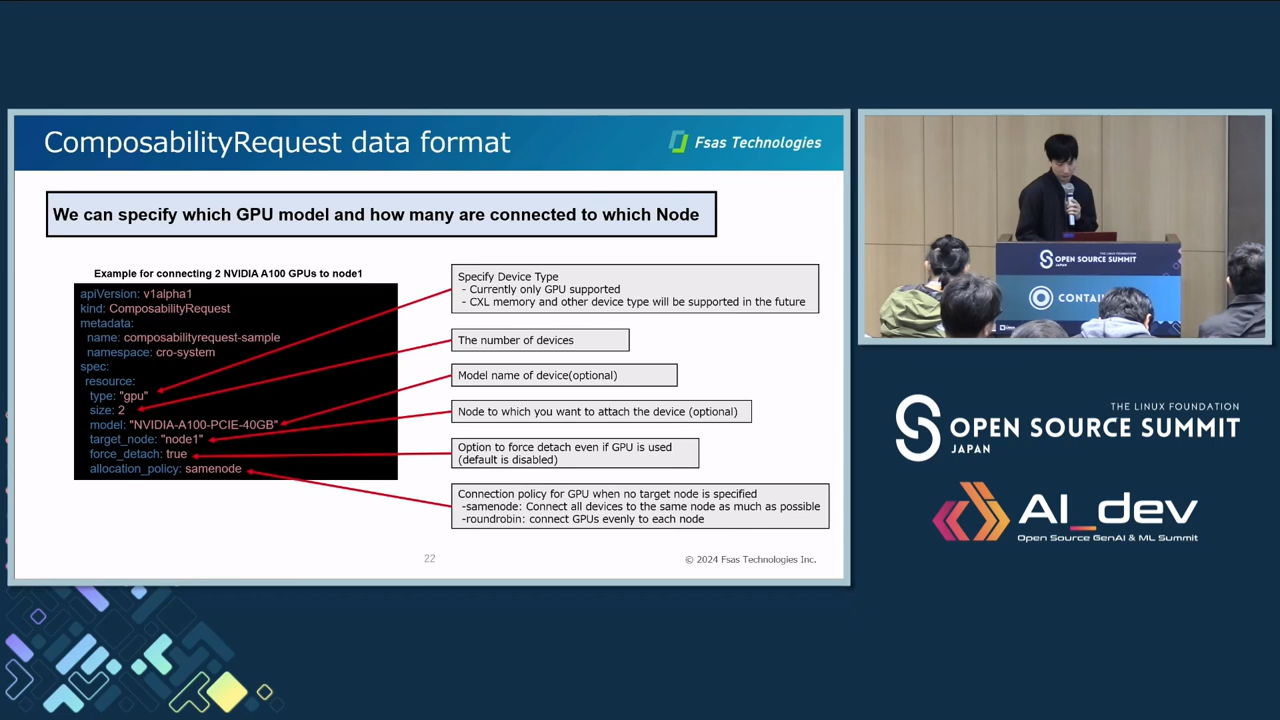 ComposabilityRequest data format
Fsas Technologies
We can specify which GPU model and how many are connected to which Node
Example for connecting 2 NVIDIA A100 GPUs to node1
apiVersion: v1alpha1
kind: ComposabilityRequest
metadata:
name: composabilityrequest-sample
namespace: cro-system
spec:
resource:
type: "gpu"
size: 2
model: "NVIDIA-A100-PCIE-40GB"
target_node: "node1"
force_detach: true
allocation_policy: samenode
Specify Device Type
- Currently only GPU supported
- CXL memory and other device type will be supported in the future
The number of devices
Model name of device(optional)
Node to which you want to attach the device (optional)
Option to force detach even if GPU is used
(default is disabled)
Connection policy for GPU when no target node is specified
-samenode: Connect all devices to the same node as much as possible
-roundrobin: connect GPUs evenly to each node
22
© 2024 Fsas Technologies Inc.
OPEN SOURCE SUMMIT
JAPAN
CONTAI
THE LINUX FOUNDATION
OPEN SOURCE SUMMIT
JAPAN
AI_dev
Open Source GenAI & ML Summit